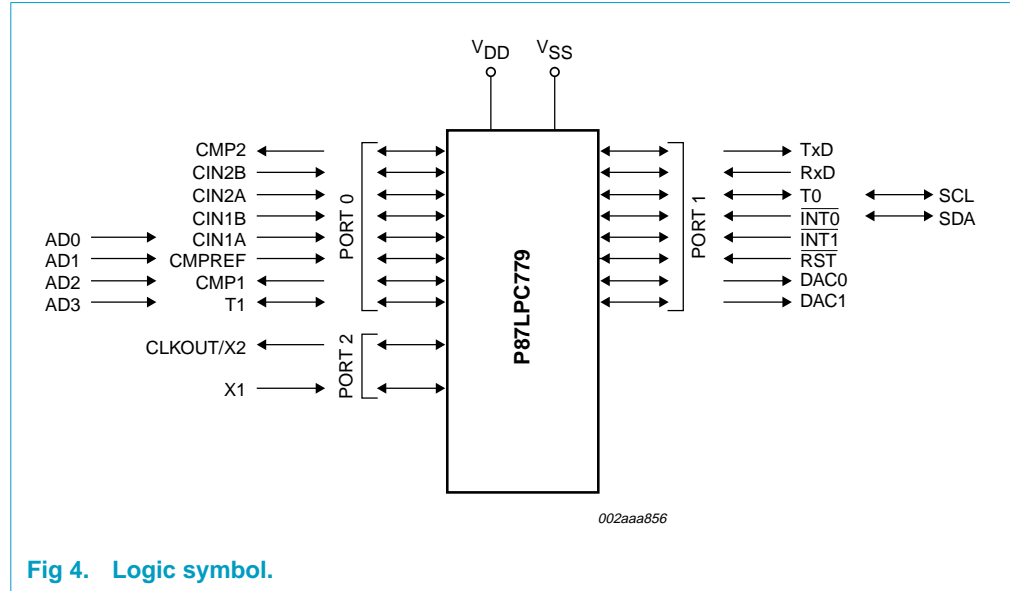 VDD
VSS
CMP2
CIN2B
CIN2A
CIN1B
CIN1A
CMPREF
CMP1
T1
AD0
AD1
AD2
AD3
PORT 0
CLKOUT/X2
X1
PORT 2
P87LPC779
PORT 1
TxD
RxD
T0
INT0
INT1
RST
DAC0
DAC1
SCL
SDA
002aaa856
Fig 4. Logic symbol.